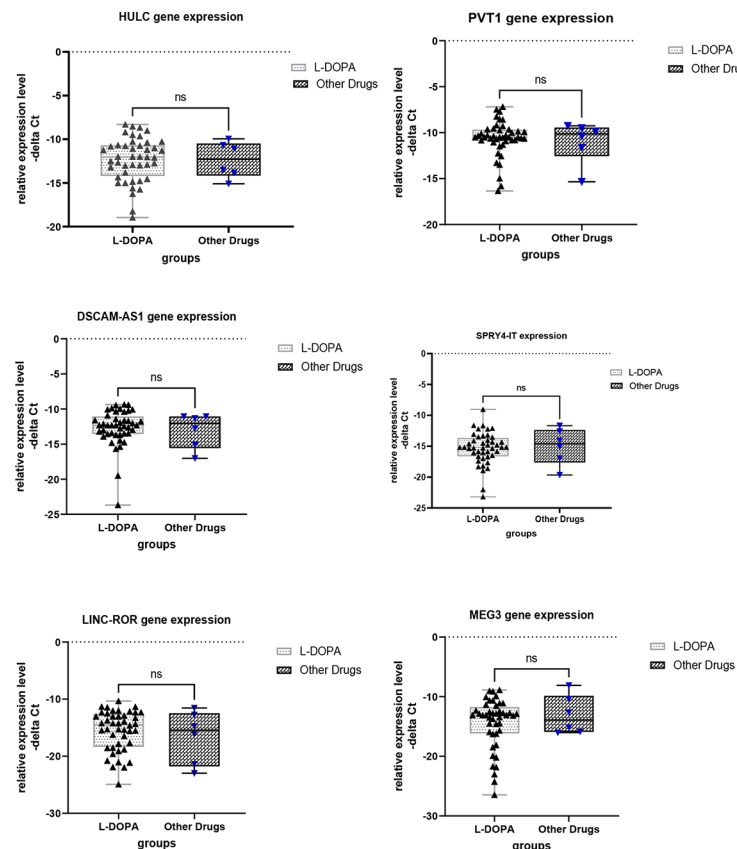 HULC gene expression
0
-5
-10
-15
-20
relative expression level
-delta Ct
ns
L-DOPA
Other Drugs
L-DOPA
Other Drugs
groups
PVT1 gene expression
0
-5
-10
-15
-20
relative expression level
-delta Ct
ns
L-DOPA
Other Dru
L-DOPA
Other Drugs
groups
DSCAM-AS1 gene expression
0
-5
-10
-15
-20
-25
relative expression level
-delta Ct
ns
L-DOPA
Other Drugs
L-DOPA
Other Drugs
groups
SPRY4-IT expression
0
-5
-10
-15
-20
-25
relative expression level
-delta Ct
ns
L-DOPA
Other Drugs
L-DOPA
Other Drugs
groups
LINC-ROR gene expression
0
-10
-20
-30
relative expression level
-delta Ct
ns
L-DOPA
Other Drugs
L-DOPA
Other Drugs
groups
MEG3 gene expression
0
-10
-20
-30
relative expression level
-delta Ct
ns
L-DOPA
Other Drugs
L-DOPA
Other Drugs
groups